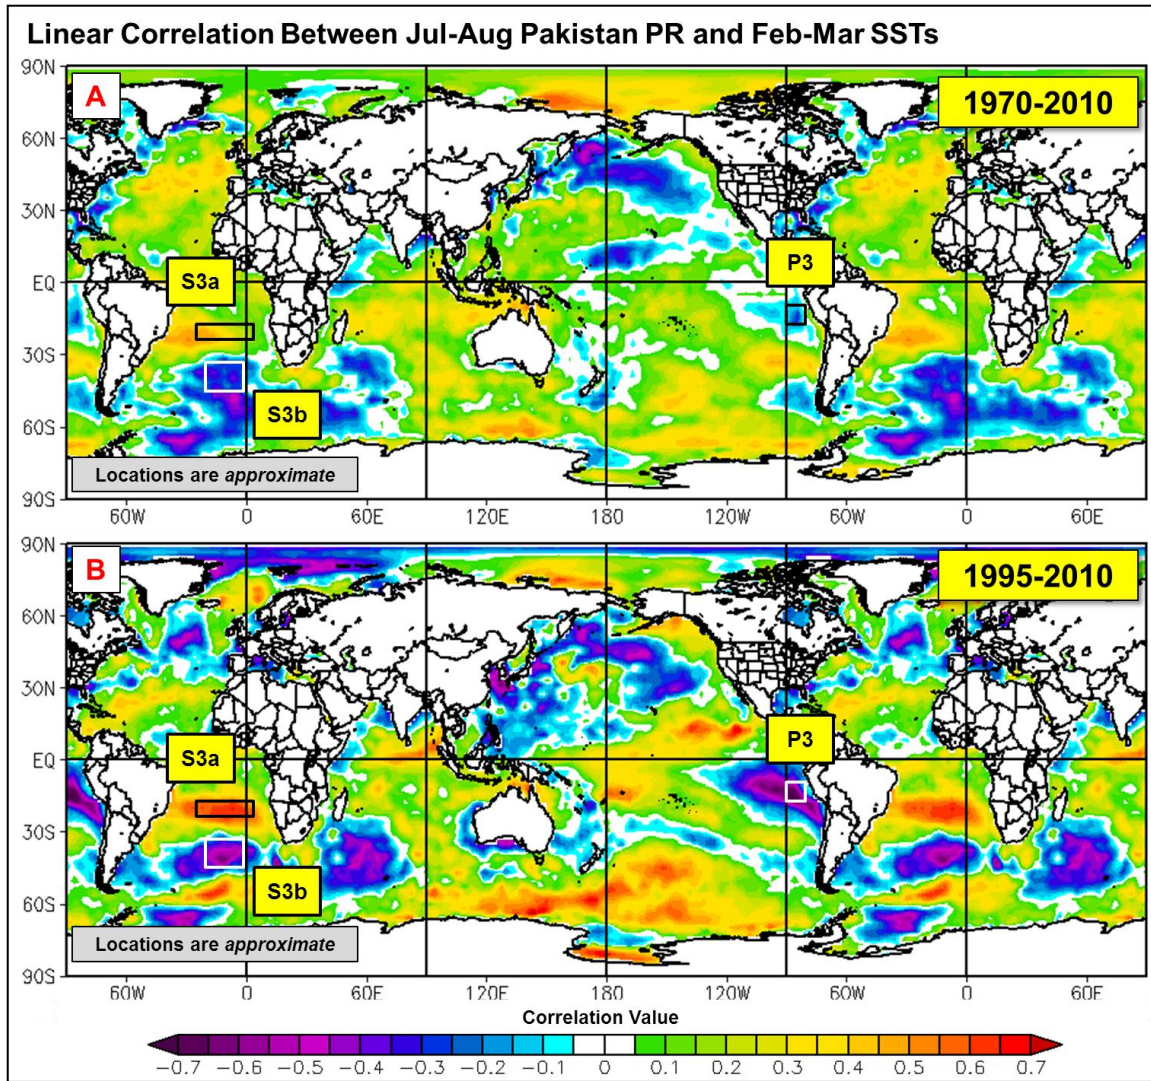 Linear Correlation Between Jul-Aug Pakistan PR and Feb-Mar SSTs
90N
A
1970-2010
60N
30N
P3
S3a
EQ
30S
S3b
60S
Locations are approximate
90S
60W 0 60E 120E 180 120W 60W 0 60E
90N
B
1995-2010
60N
30N
P3
S3a
EQ
30S
S3b
60S
Locations are approximate
90S
60W 0 60E 120E 180 120W 60W 0 60E
Correlation Value
−0.7 −0.6 −0.5 −0.4 −0.3 −0.2 −0.1 0 0.1 0.2 0.3 0.4 0.5 0.6 0.7